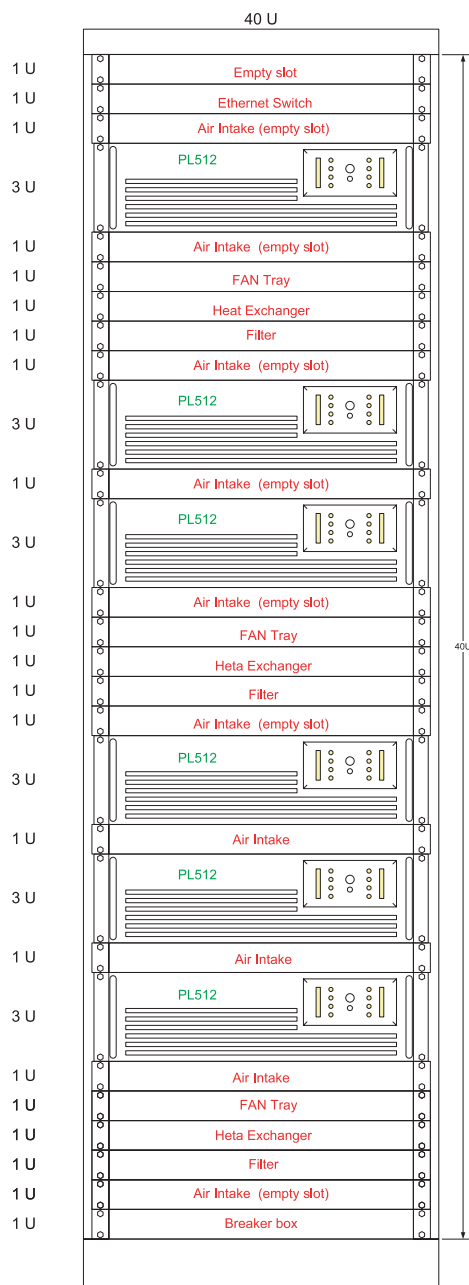 40 U
1 U Empty slot
1 U Ethernet Switch
1 U Air Intake (empty slot)
3 U PL512
1 U Air Intake (empty slot)
1 U FAN Tray
1 U Heat Exchanger
1 U Filter
1 U Air Intake (empty slot)
3 U PL512
1 U Air Intake (empty slot)
3 U PL512
1 U Air Intake (empty slot)
1 U FAN Tray
40U
1 U Heta Exchanger
1 U Filter
1 U Air Intake (empty slot)
3 U PL512
1 U Air Intake
3 U PL512
1 U Air Intake
3 U PL512
1 U Air Intake
1 U FAN Tray
1 U Heta Exchanger
1 U Filter
1 U Air Intake (empty slot)
1 U Breaker box